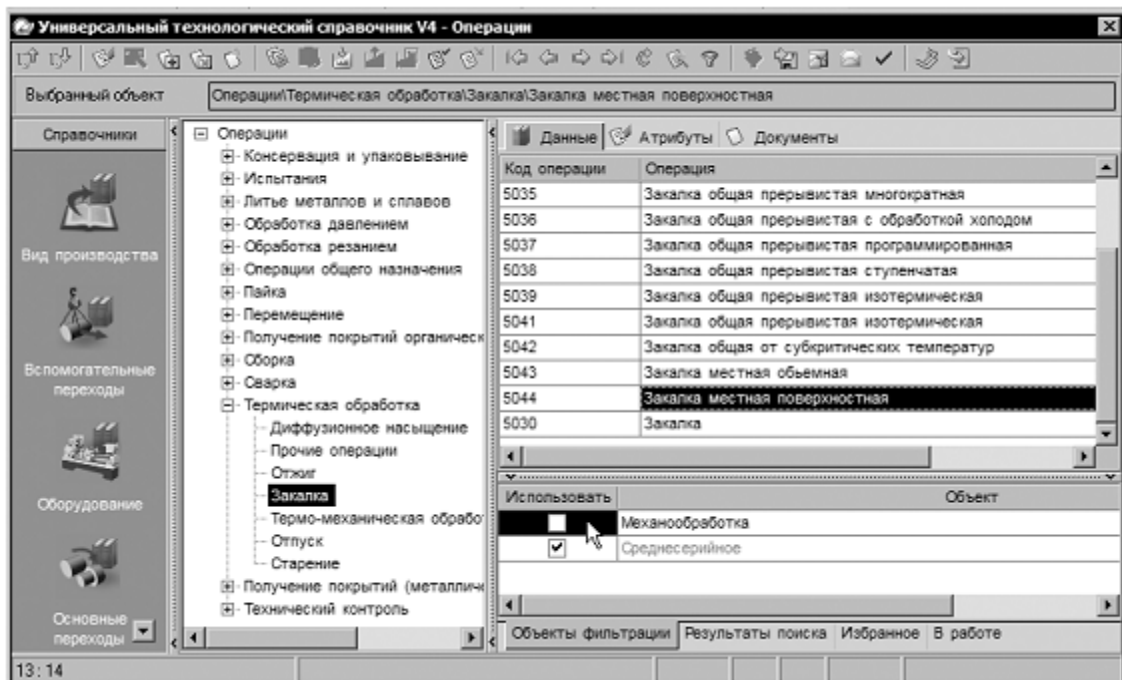 Универсальный технологический справочник V4 - Операции
Выбранный объект
Операции\Термическая обработка\Закалка\Закалка местная поверхностная
Справочники
Вид производства
Вспомогательные
переходы
Оборудование
Основные
переходы
Операции
Консервация и упаковывание
Испытания
Литье металлов и сплавов
Обработка давлением
Обработка резанием
Операции общего назначения
Пайка
Перемещение
Получение покрытий органическ
Сборка
Сварка
Термическая обработка
Диффузионное насыщение
Прочие операции
Отжиг
Закалка
Термо-механическая обрабо
Отпуск
Старение
Получение покрытий (металличе
Технический контроль
Данные Атрибуты Документы
Код операции Операция
5035 Закалка общая прерывистая многократная
5036 Закалка общая прерывистая с обработкой холодом
5037 Закалка общая прерывистая программированная
5038 Закалка общая прерывистая ступенчатая
5039 Закалка общая прерывистая изотермическая
5041 Закалка общая прерывистая изотермическая
5042 Закалка общая от субкритических температур
5043 Закалка местная обьемная
5044 Закалка местная поверхностная
5030 Закалка
Использовать Объект
Механообработка
Среднесерийное
Объекты фильтрации Результаты поиска Избранное В работе
13:14